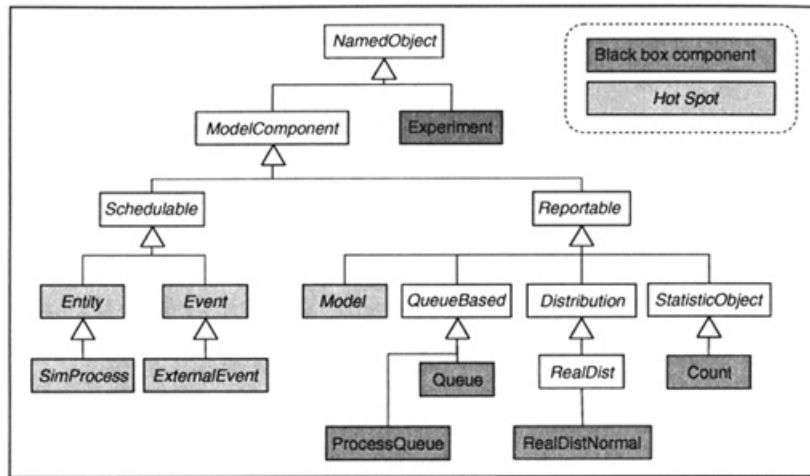 NamedObject
Black box component
Hot Spot
ModelComponent
Experiment
Schedulable
Reportable
Entity
Event
Model
QueueBased
Distribution
StatisticObject
SimProcess
ExternalEvent
Queue
RealDist
Count
ProcessQueue
RealDistNormal